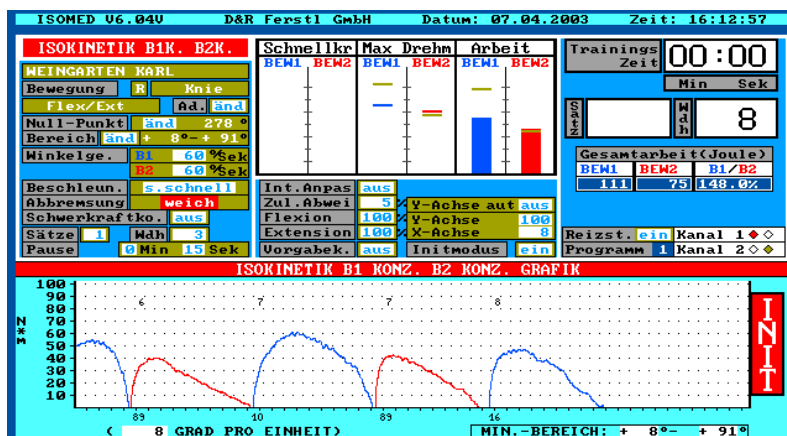 ISOMED V6.04V D&R Ferstl GmbH Datum: 07.04.2003 Zeit: 16:12:57
ISOKINETIK B1K. B2K.
WEINGARTEN KARL
Bewegung R Knie
Flex/Ext Ad. änd
Null-Punkt änd 278 °
Bereich änd + 8°- + 91°
Winkelge. B1 60 °/Sek
B2 60 °/Sek
Beschleun. s.schnell
Abbremsung weich
Schwerkraftko. aus
Sätze 1 Wdh 3
Pause 0 Min 15 Sek
Schnellkr Max Drehm Arbeit
BEW1 BEW2 BEW1 BEW2 BEW1 BEW2
Int.Anpas aus
Zul.Abwei 5 % Y-Achse aut aus
Flexion 100 % Y-Achse 100
Extension 100 % X-Achse 8
Vorgabek. aus Initmodus ein
Trainings Zeit 00:00
Min Sek
Satz Wdh 8
Gesamtarbeit(Joule)
BEW1 BEW2 B1/B2
111 75 148.0%
Reizst. ein Kanal 1
Programm 1 Kanal 2
ISOKINETIK B1 KONZ. B2 KONZ. GRAFIK
100
90
80
70
60
50
40
30
20
10
N*m
6 7 7 8
INIT
89 10 89 16
( 8 GRAD PRO EINHEIT)
MIN.-BEREICH: + 8°- + 91°